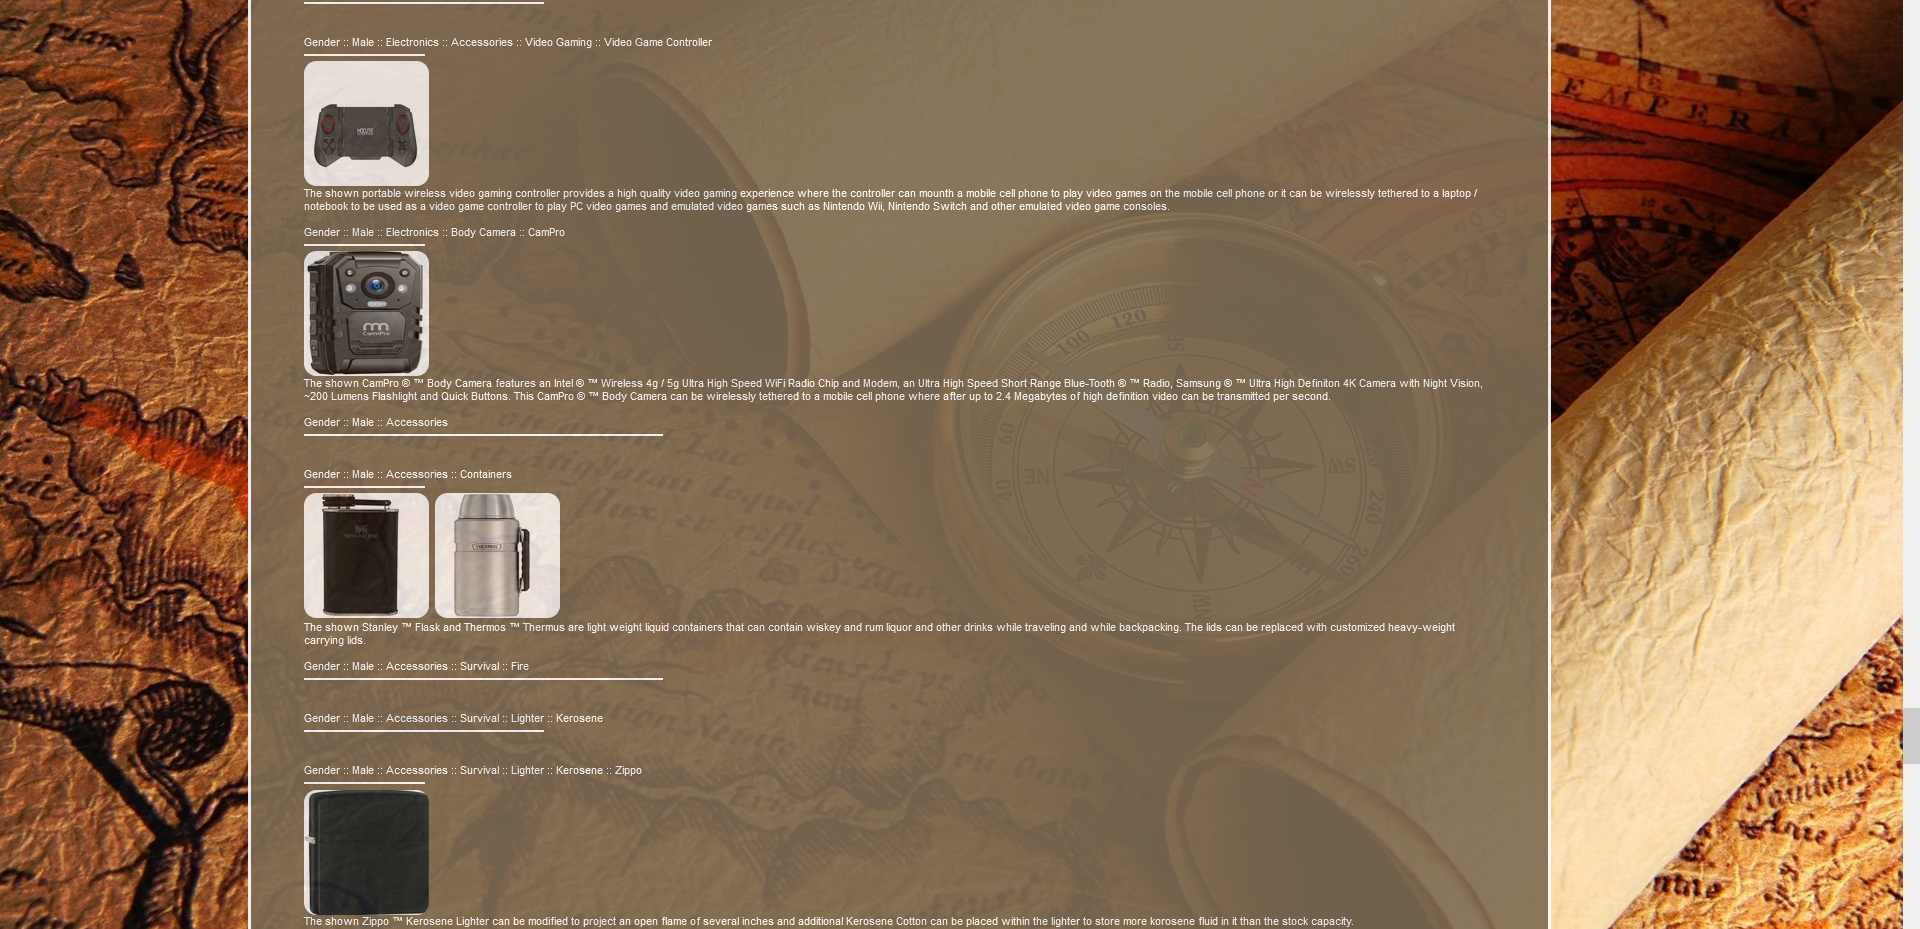 Gender :: Male :: Electronics :: Accessories :: Video Gaming :: Video Game Controller
The shown portable wireless video gaming controller provides a high quality video gaming experience where the controller can mounth a mobile cell phone to play video games on the mobile cell phone or it can be wirelessly tethered to a laptop /
notebook to be used as a video game controller to play PC video games and emulated video games such as Nintendo Wii, Nintendo Switch and other emulated video game consoles.
Gender :: Male :: Electronics :: Body Camera :: CamPro
CamPro
The shown CamPro ® ™ Body Camera features an Intel ® ™ Wireless 4g / 5g Ultra High Speed WiFi Radio Chip and Modem, an Ultra High Speed Short Range Blue-Tooth ® ™ Radio, Samsung ® ™ Ultra High Definiton 4K Camera with Night Vision,
~200 Lumens Flashlight and Quick Buttons. This CamPro ® ™ Body Camera can be wirelessly tethered to a mobile cell phone where after up to 2.4 Megabytes of high definition video can be transmitted per second.
Gender :: Male :: Accessories
Gender :: Male :: Accessories :: Containers
STANLEY
THERMOS
The shown Stanley ™ Flask and Thermos ™ Thermus are light weight liquid containers that can contain wiskey and rum liquor and other drinks while traveling and while backpacking. The lids can be replaced with customized heavy-weight
carrying lids.
Gender :: Male :: Accessories :: Survival :: Fire
Gender :: Male :: Accessories :: Survival :: Lighter :: Kerosene
Gender :: Male :: Accessories :: Survival :: Lighter :: Kerosene :: Zippo
The shown Zippo ™ Kerosene Lighter can be modified to project an open flame of several inches and additional Kerosene Cotton can be placed within the lighter to store more korosene fluid in it than the stock capacity.
100
120
60
40
NE
SE
SW
NW
N
240
260